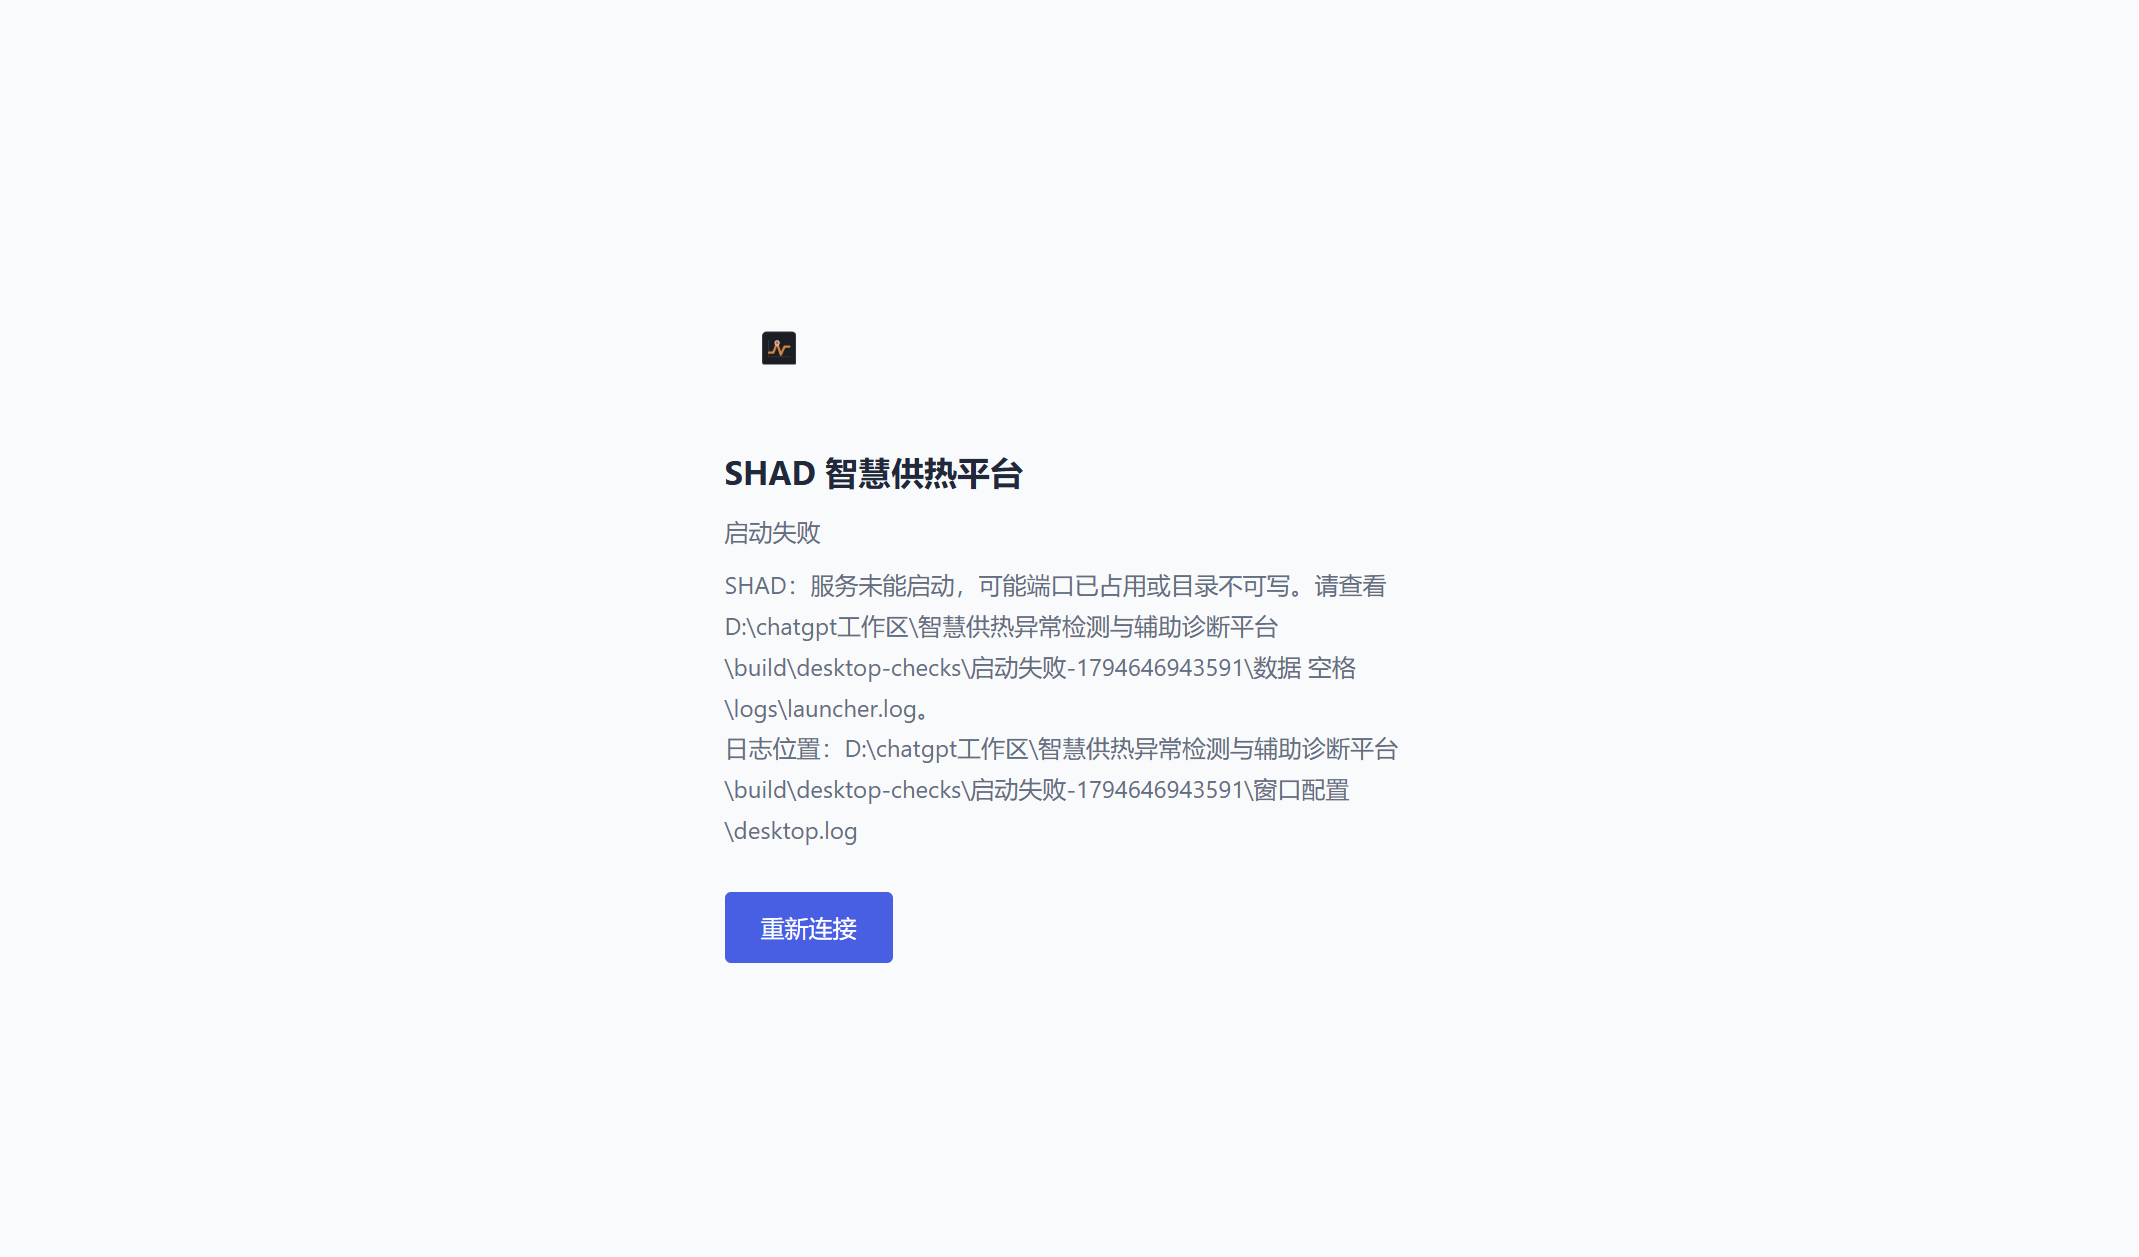 SHAD 智慧供热平台
启动失败
SHAD：服务未能启动，可能端口已占用或目录不可写。请查看
D:\chatgpt工作区\智慧供热异常检测与辅助诊断平台
\build\desktop-checks\启动失败-1794646943591\数据 空格
\logs\launcher.log。
日志位置：D:\chatgpt工作区\智慧供热异常检测与辅助诊断平台
\build\desktop-checks\启动失败-1794646943591\窗口配置
\desktop.log
重新连接